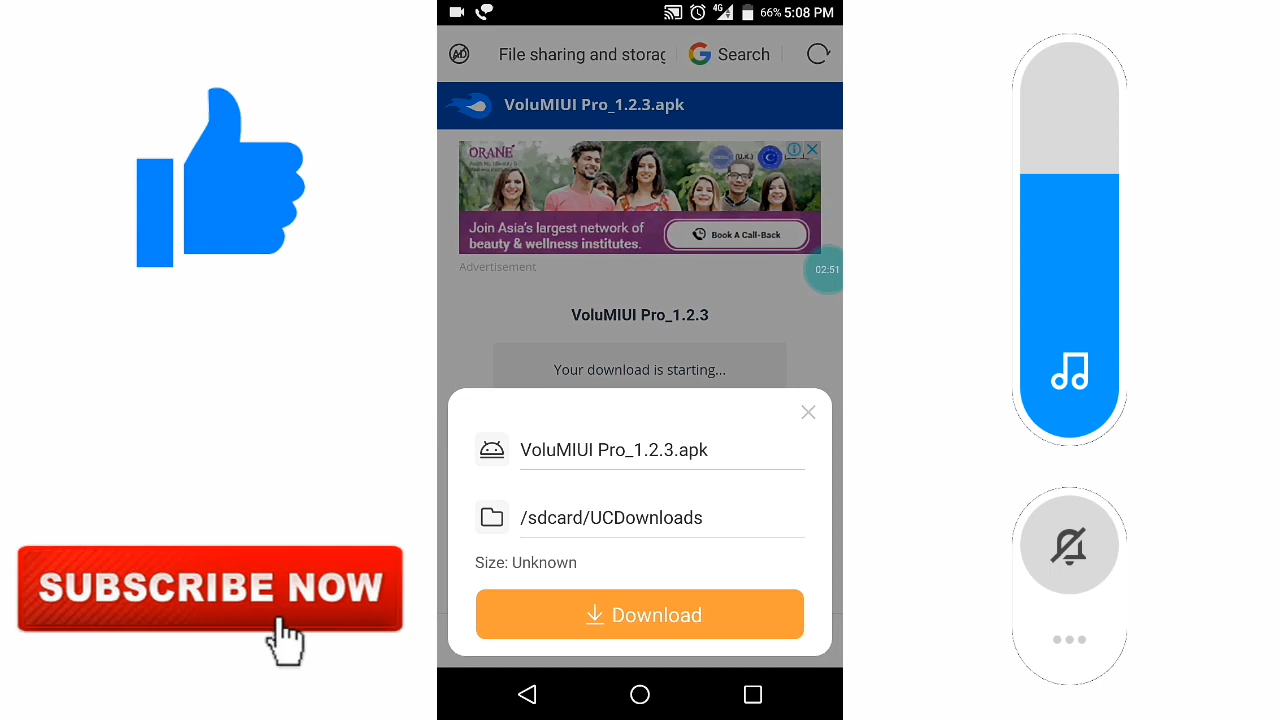 66% 5:08 PM
4G
AD
File sharing and storag
Search
VoluMIUI Pro_1.2.3.apk
ORANE
(U.K.)
Join Asia's largest network of
beauty & wellness institutes.
Book A Call-Back
Advertisement
02:51
VoluMIUI Pro_1.2.3
Your download is starting...
VoluMIUI Pro_1.2.3.apk
/sdcard/UCDownloads
Size: Unknown
Download
SUBSCRIBE NOW